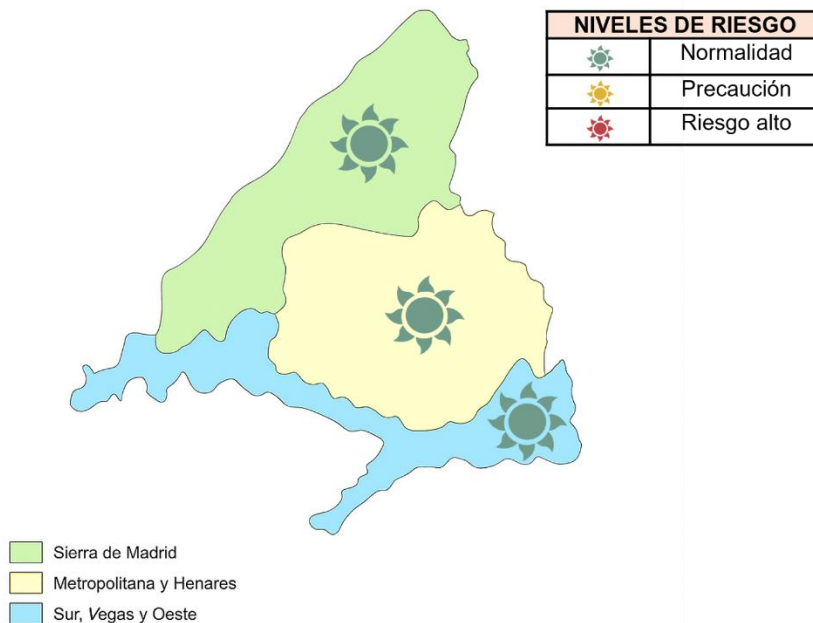 NIVELES DE RIESGO
Normalidad
Precaución
Riesgo alto
Sierra de Madrid
Metropolitana y Henares
Sur, Vegas y Oeste